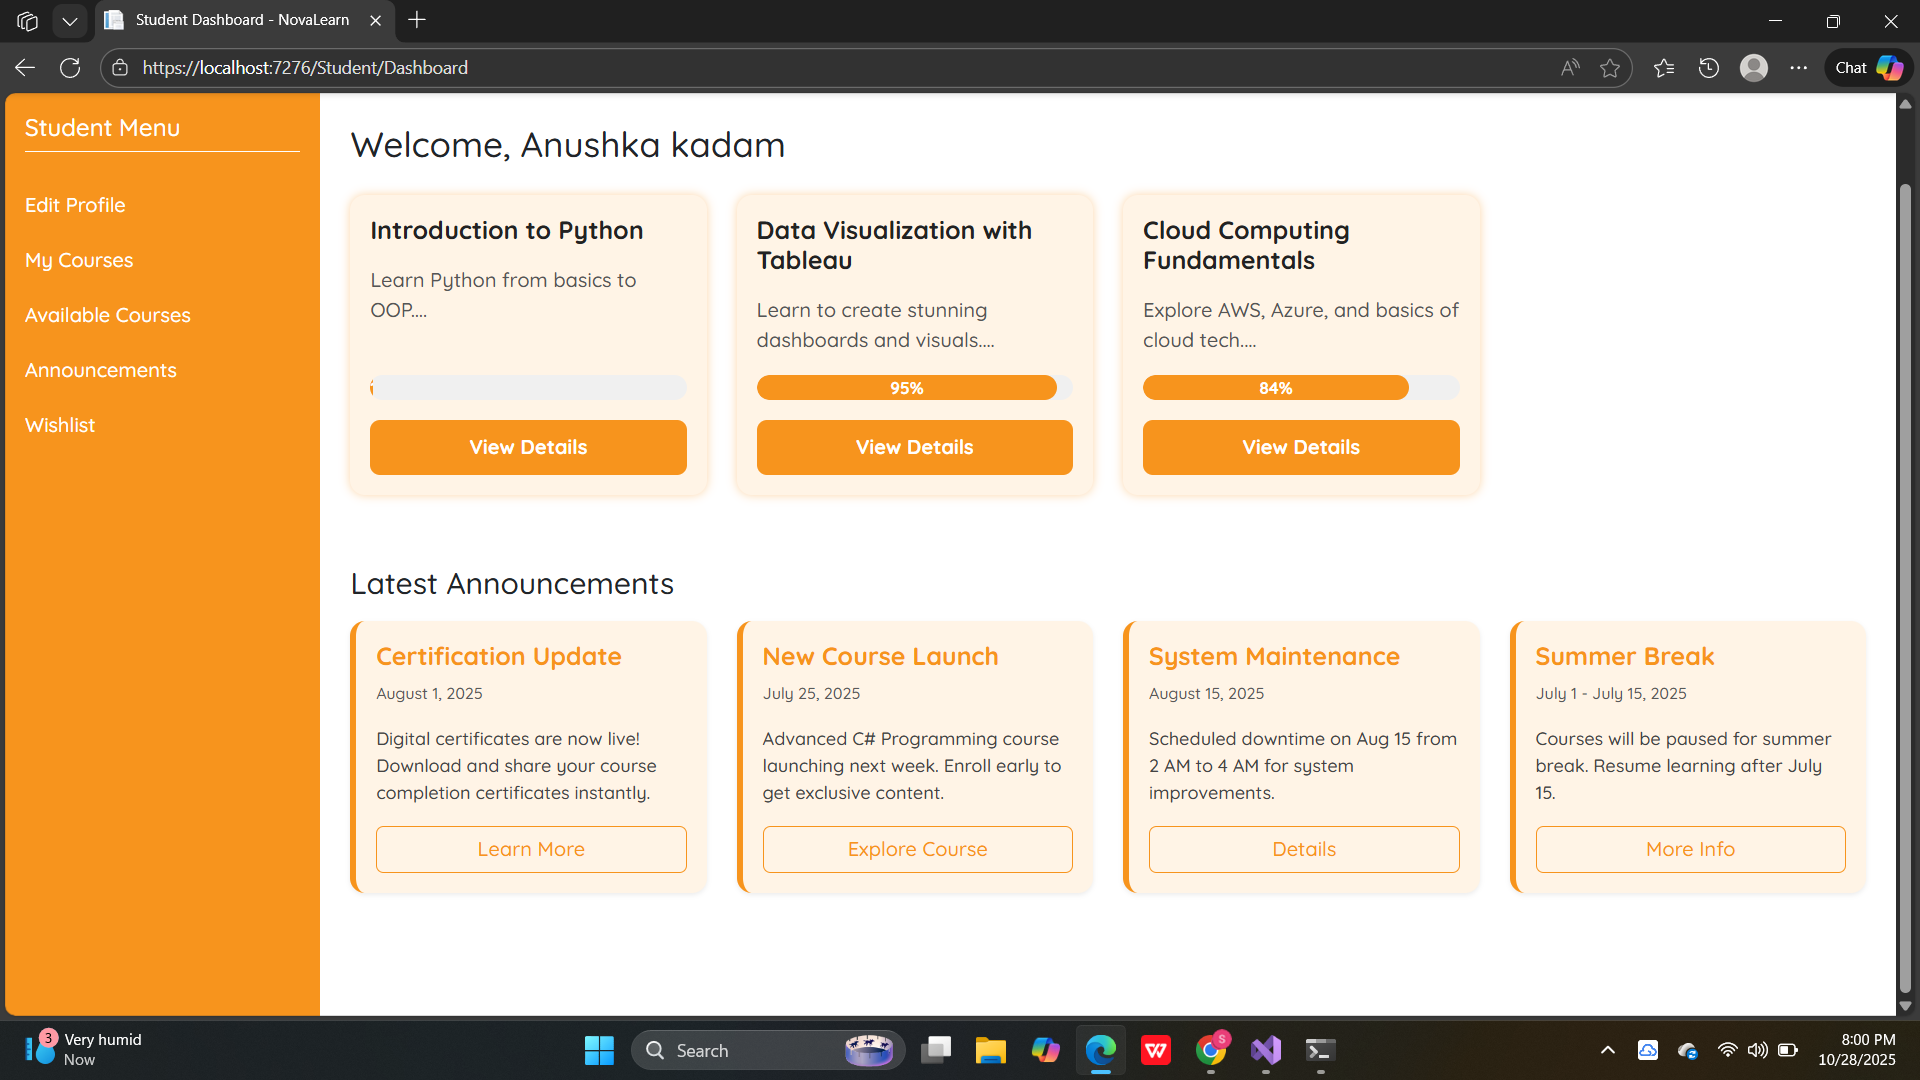 Student Dashboard - NovaLearn
https://localhost:7276/Student/Dashboard
Chat
Student Menu
Edit Profile
My Courses
Available Courses
Announcements
Wishlist
Welcome, Anushka kadam
Introduction to Python
Learn Python from basics to
OOP....
View Details
Data Visualization with
Tableau
Learn to create stunning
dashboards and visuals....
95%
View Details
Cloud Computing
Fundamentals
Explore AWS, Azure, and basics of
cloud tech....
84%
View Details
Latest Announcements
Certification Update
August 1, 2025
Digital certificates are now live!
Download and share your course
completion certificates instantly.
Learn More
New Course Launch
July 25, 2025
Advanced C# Programming course
launching next week. Enroll early to
get exclusive content.
Explore Course
System Maintenance
August 15, 2025
Scheduled downtime on Aug 15 from
2 AM to 4 AM for system
improvements.
Details
Summer Break
July 1 - July 15, 2025
Courses will be paused for summer
break. Resume learning after July
15.
More Info
3
Very humid
Now
Search
W
S
8:00 PM
10/28/2025